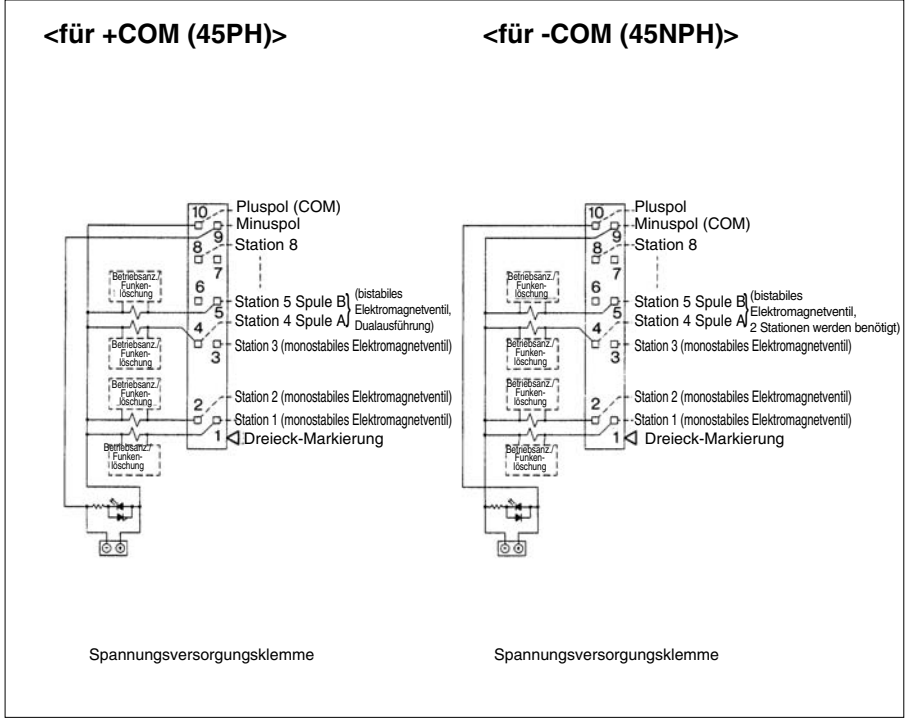 <für +COM (45PH)>
10
Pluspol (COM)
Minuspol
9
8
Station 8
7
Betriebsanz./
Funken-
löschung
6
Station 5 Spule B
5
(bistabiles
Elektromagnetventil,
Dualausführung)
4
Station 4 Spule A
Betriebsanz./
Funken-
löschung
Station 3 (monostabiles Elektromagnetventil)
3
Betriebsanz./
Funken-
löschung
2
Station 2 (monostabiles Elektromagnetventil)
Station 1 (monostabiles Elektromagnetventil)
1
Dreieck-Markierung
Betriebsanz./
Funken-
löschung
Spannungsversorgungsklemme
<für -COM (45NPH)>
10
Pluspol
Minuspol (COM)
9
8
Station 8
7
Betriebsanz./
Funken-
löschung
6
Station 5 Spule B
5
(bistabiles
Elektromagnetventil,
2 Stationen werden benötigt)
4
Station 4 Spule A
Betriebsanz./
Funken-
löschung
Station 3 (monostabiles Elektromagnetventil)
3
Betriebsanz./
Funken-
löschung
2
Station 2 (monostabiles Elektromagnetventil)
Station 1 (monostabiles Elektromagnetventil)
1
Dreieck-Markierung
Betriebsanz./
Funken-
löschung
Spannungsversorgungsklemme